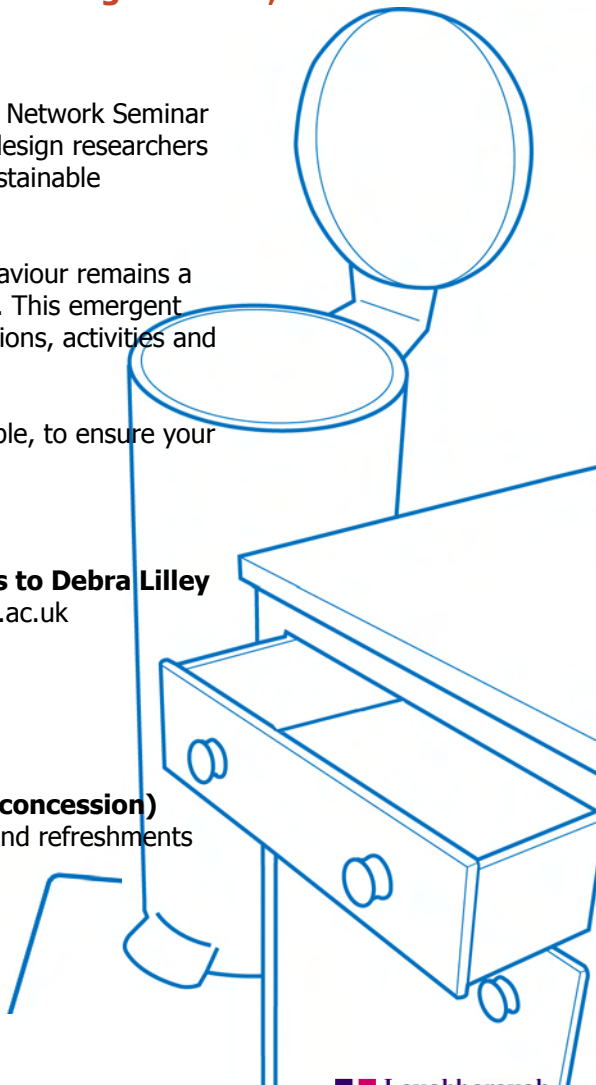 Network Seminar
design researchers
stainable
aviour remains a
. This emergent
ions, activities and
ble, to ensure your
s to Debra Lilley
.ac.uk
concession)
nd refreshments